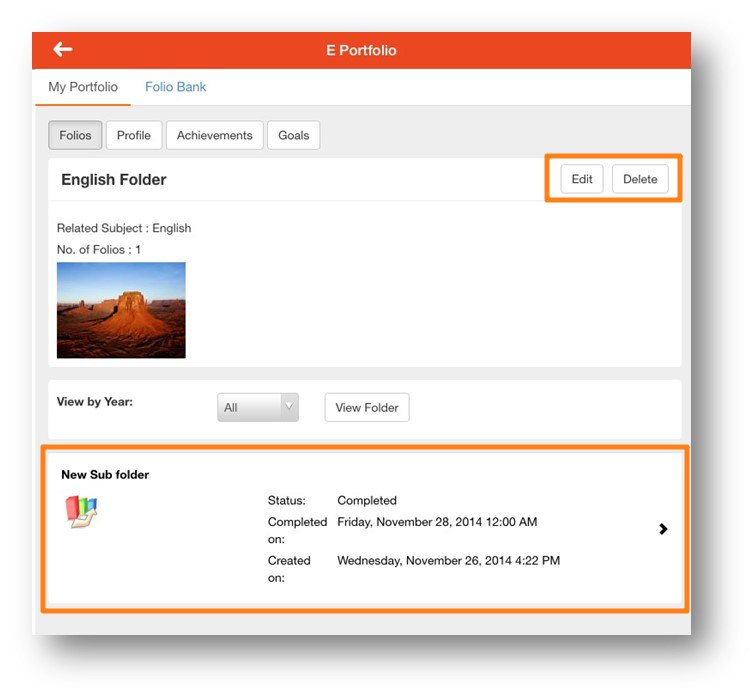 E Portfolio
My Portfolio Folio Bank
Folios Profile Achievements Goals
English Folder Edit Delete
Related Subject : English
No. of Folios : 1
View by Year: All View Folder
New Sub folder
Status: Completed
Completed Friday, November 28, 2014 12:00 AM
on:
Created Wednesday, November 26, 2014 4:22 PM
on: